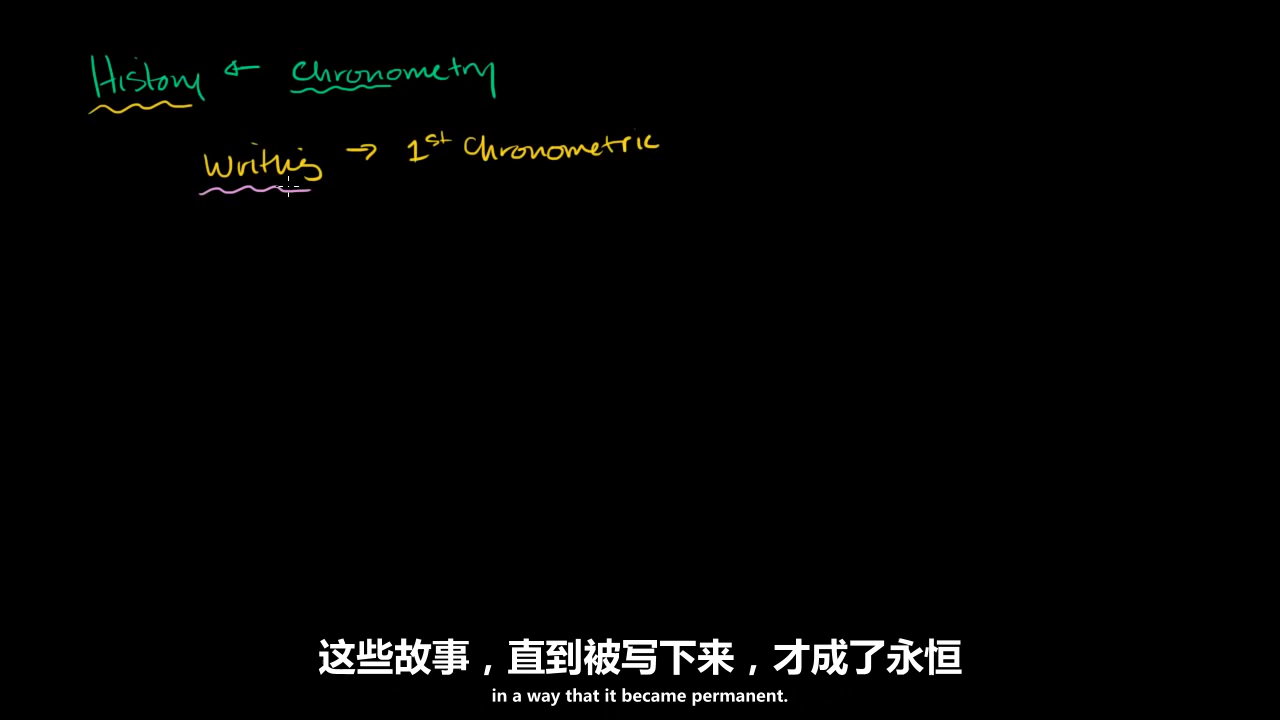 History ← Chronometry
Writing → 1st Chronometric
这些故事，直到被写下来，才成了永恒
in a way that it became permanent.